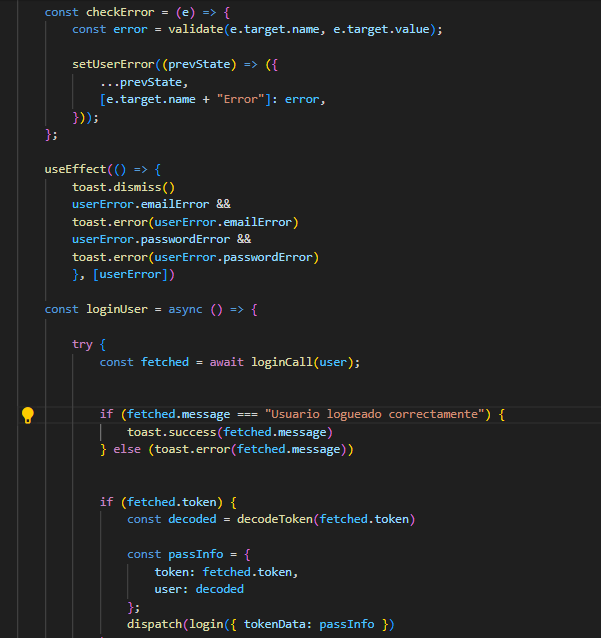 const checkError = (e) => {
const error = validate(e.target.name, e.target.value);
setUserError((prevState) => ({
...prevState,
[e.target.name + "Error"]: error,
}));
};
useEffect(() => {
toast.dismiss()
userError.emailError &&
toast.error(userError.emailError)
userError.passwordError &&
toast.error(userError.passwordError)
}, [userError])
const loginUser = async () => {
try {
const fetched = await loginCall(user);
if (fetched.message === "Usuario logueado correctamente") {
toast.success(fetched.message)
} else (toast.error(fetched.message))
if (fetched.token) {
const decoded = decodeToken(fetched.token)
const passInfo = {
token: fetched.token,
user: decoded
};
dispatch(login({ tokenData: passInfo })